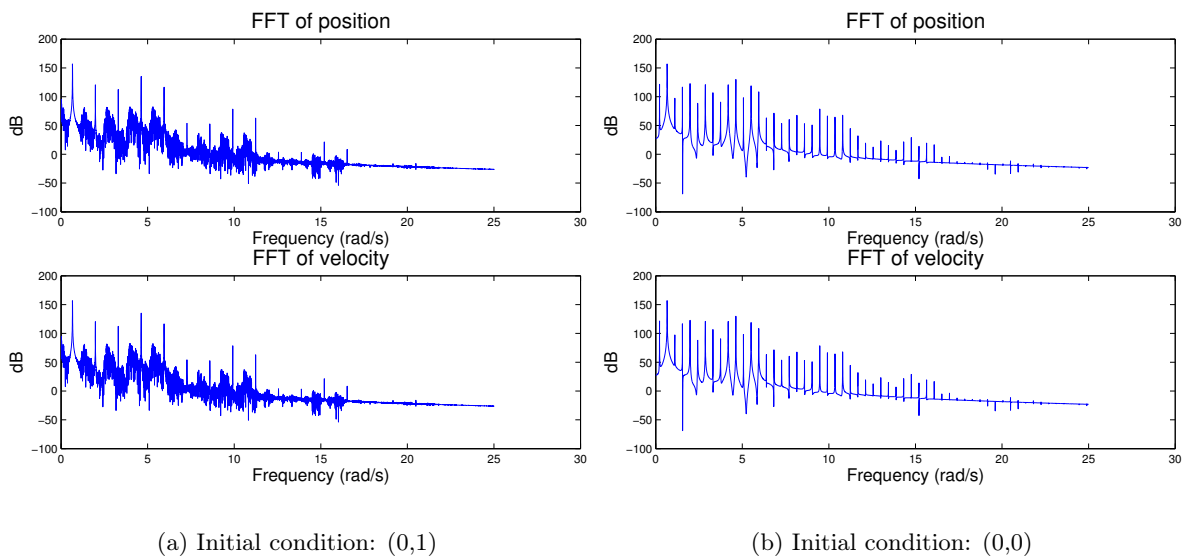 FFT of position
200
150
100
50
0
−50
−100
dB
0 5 10 15 20 25 30
Frequency (rad/s)
FFT of velocity
200
150
100
50
0
−50
−100
dB
0 5 10 15 20 25 30
Frequency (rad/s)
(a) Initial condition: (0,1)
FFT of position
200
150
100
50
0
−50
−100
dB
0 5 10 15 20 25 30
Frequency (rad/s)
FFT of velocity
200
150
100
50
0
−50
−100
dB
0 5 10 15 20 25 30
Frequency (rad/s)
(b) Initial condition: (0,0)